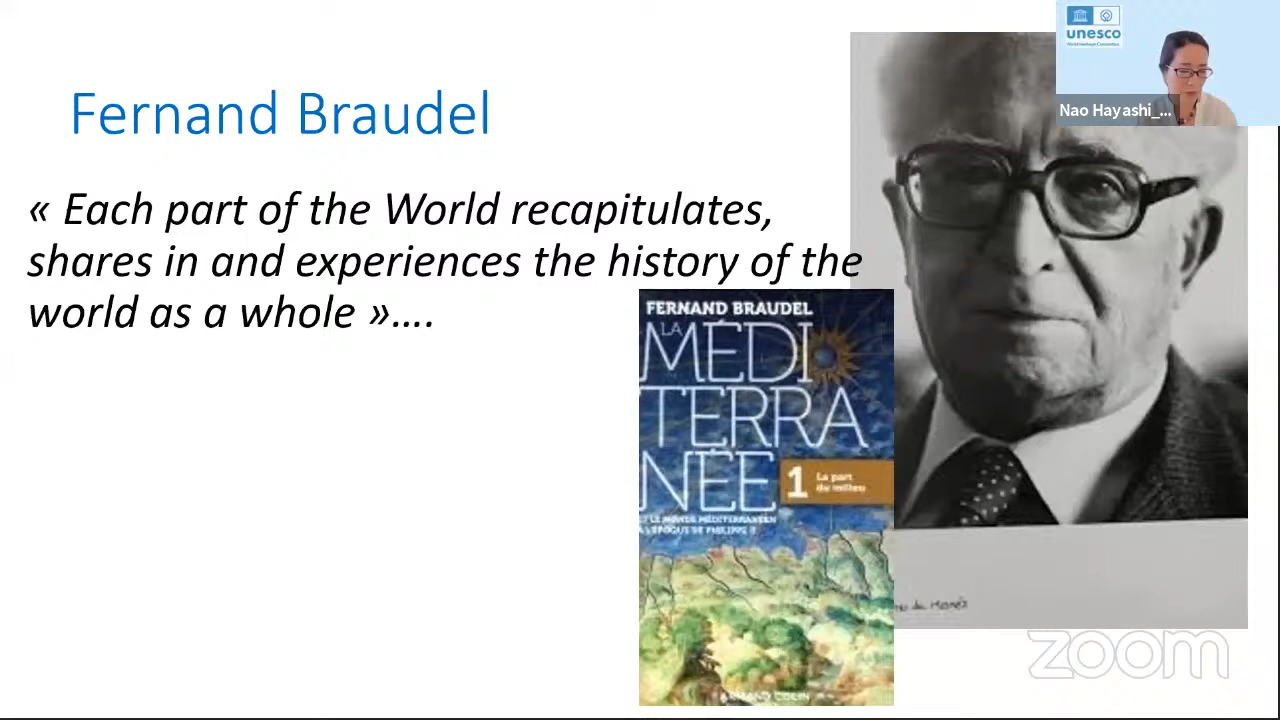 Fernand Braudel
« Each part of the World recapitulates,
shares in and experiences the history of the
world as a whole »….
unesco
World Heritage Convention
Nao Hayashi_...
FERNAND BRAUDEL
LA
MÉDI
TERRA
NÉE
1 La part
du milieu
ET LE MONDE MÉDITERRANÉEN
À L'ÉPOQUE DE PHILIPPE II
ARMAND COLIN
zoom